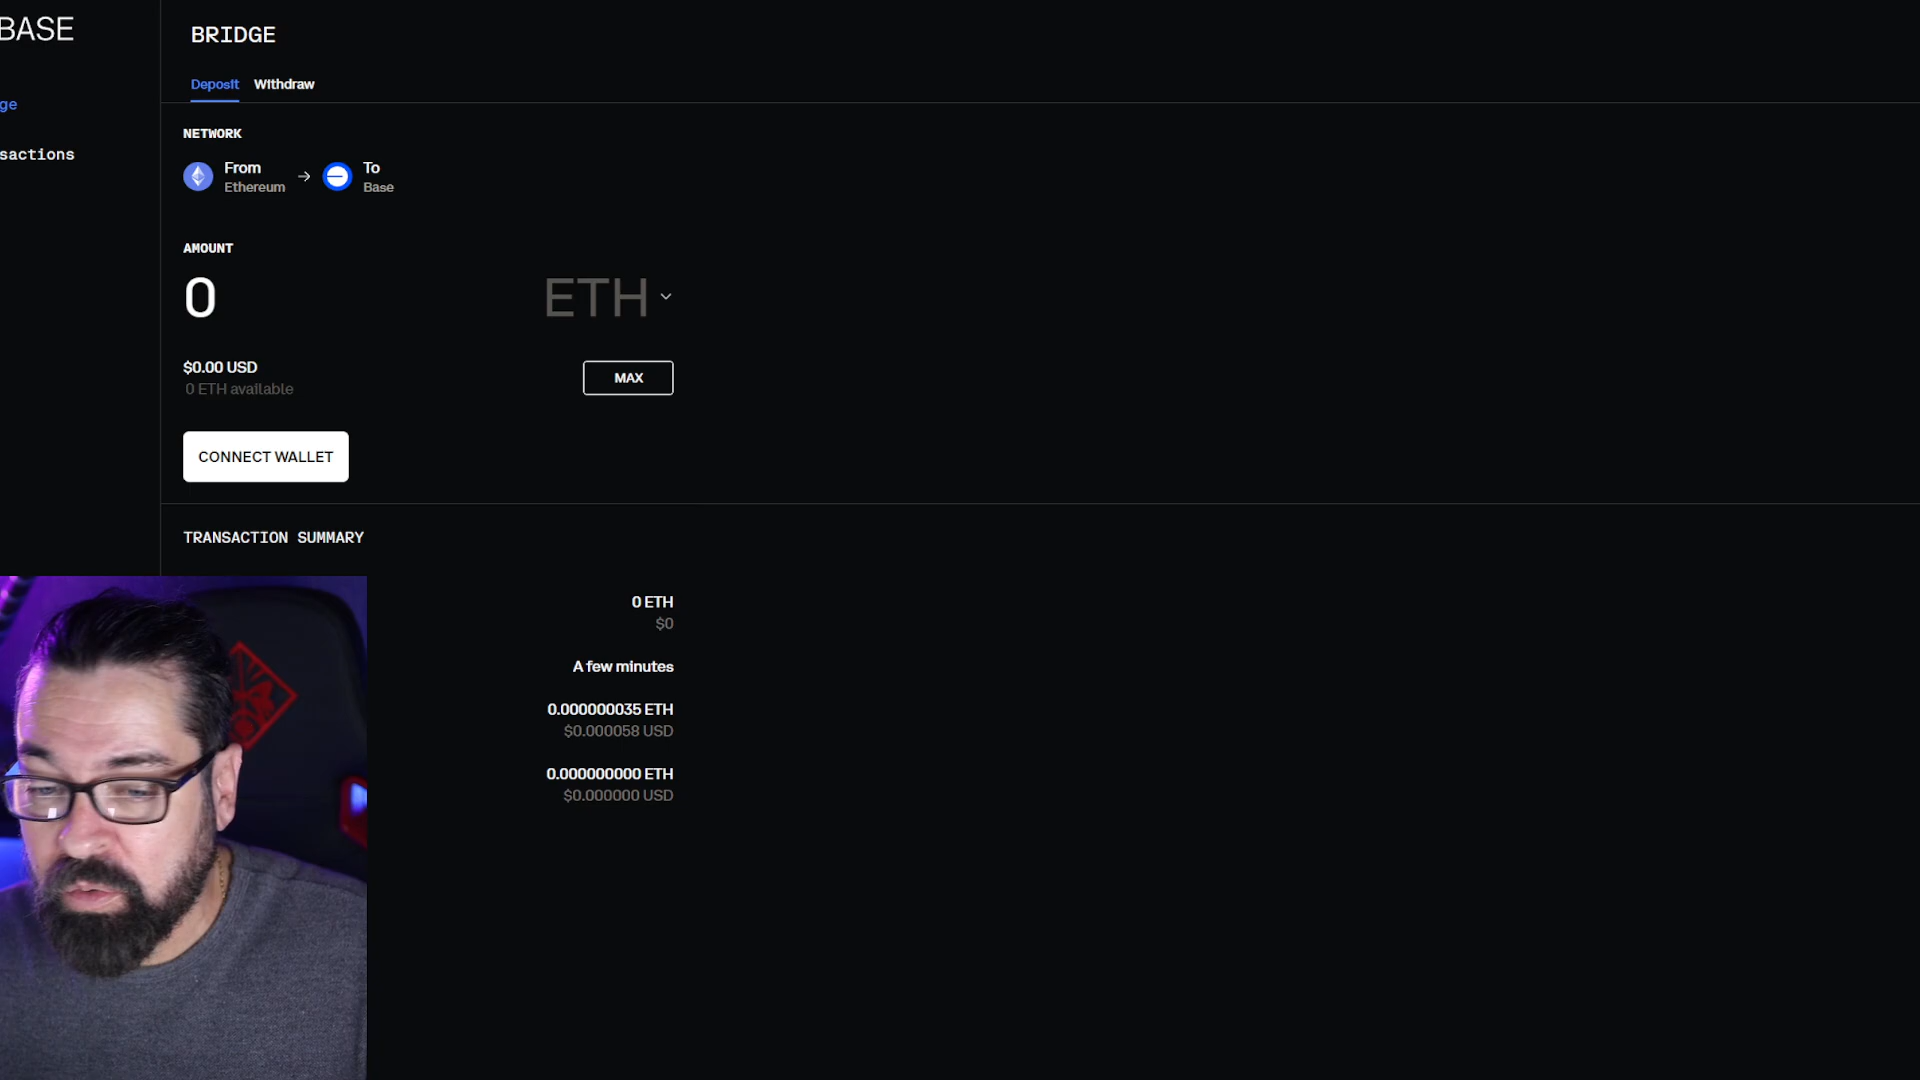 BASE
ge
sactions
BRIDGE
Deposit Withdraw
NETWORK
From
Ethereum
To
Base
AMOUNT
0 ETH
$0.00 USD
0 ETH available
MAX
CONNECT WALLET
TRANSACTION SUMMARY
0 ETH
$0
A few minutes
0.000000035 ETH
$0.000058 USD
0.000000000 ETH
$0.000000 USD